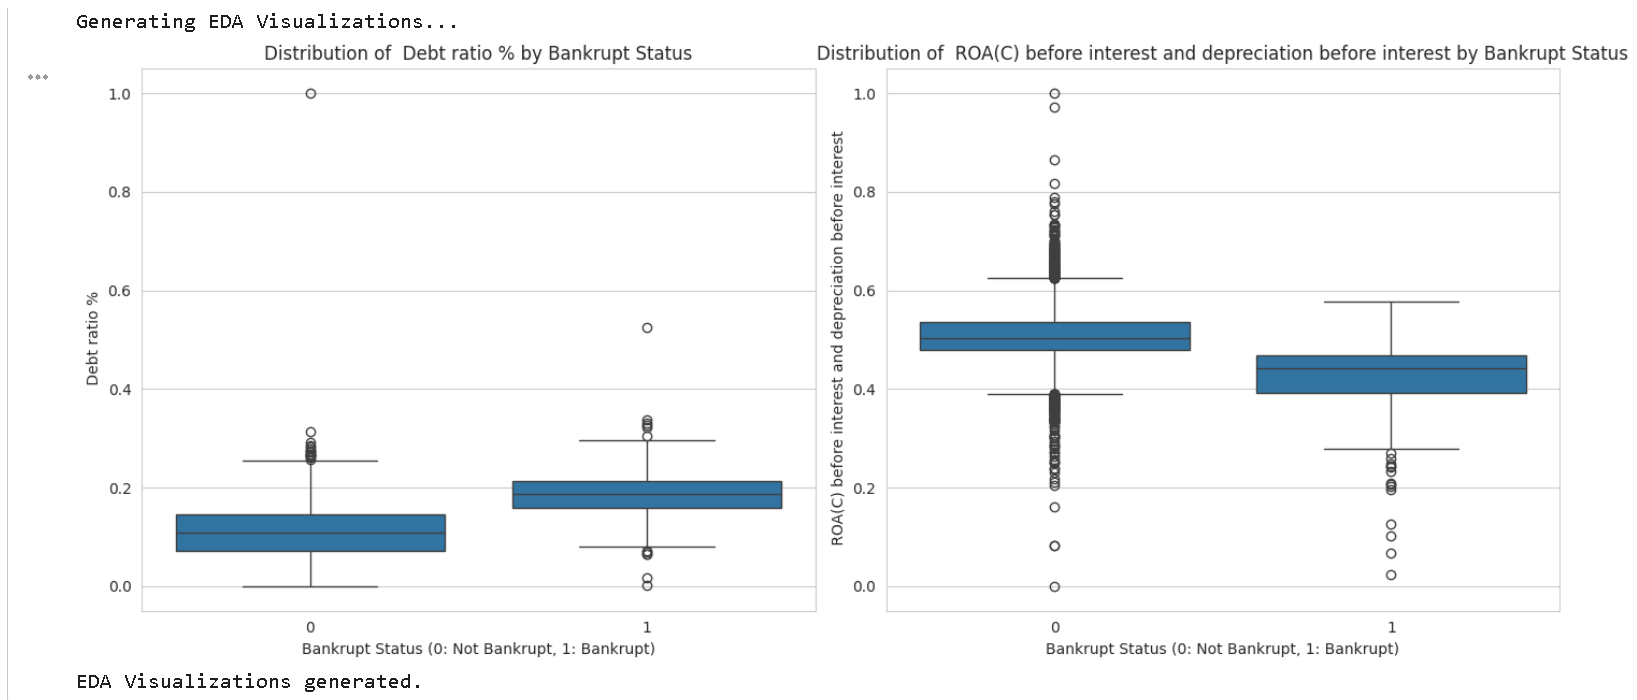 Generating EDA Visualizations...
Distribution of  Debt ratio % by Bankrupt Status
Debt ratio %
1.0
0.8
0.6
0.4
0.2
0.0
0
1
Bankrupt Status (0: Not Bankrupt, 1: Bankrupt)
Distribution of  ROA(C) before interest and depreciation before interest by Bankrupt Status
ROA(C) before interest and depreciation before interest
1.0
0.8
0.6
0.4
0.2
0.0
0
1
Bankrupt Status (0: Not Bankrupt, 1: Bankrupt)
EDA Visualizations generated.